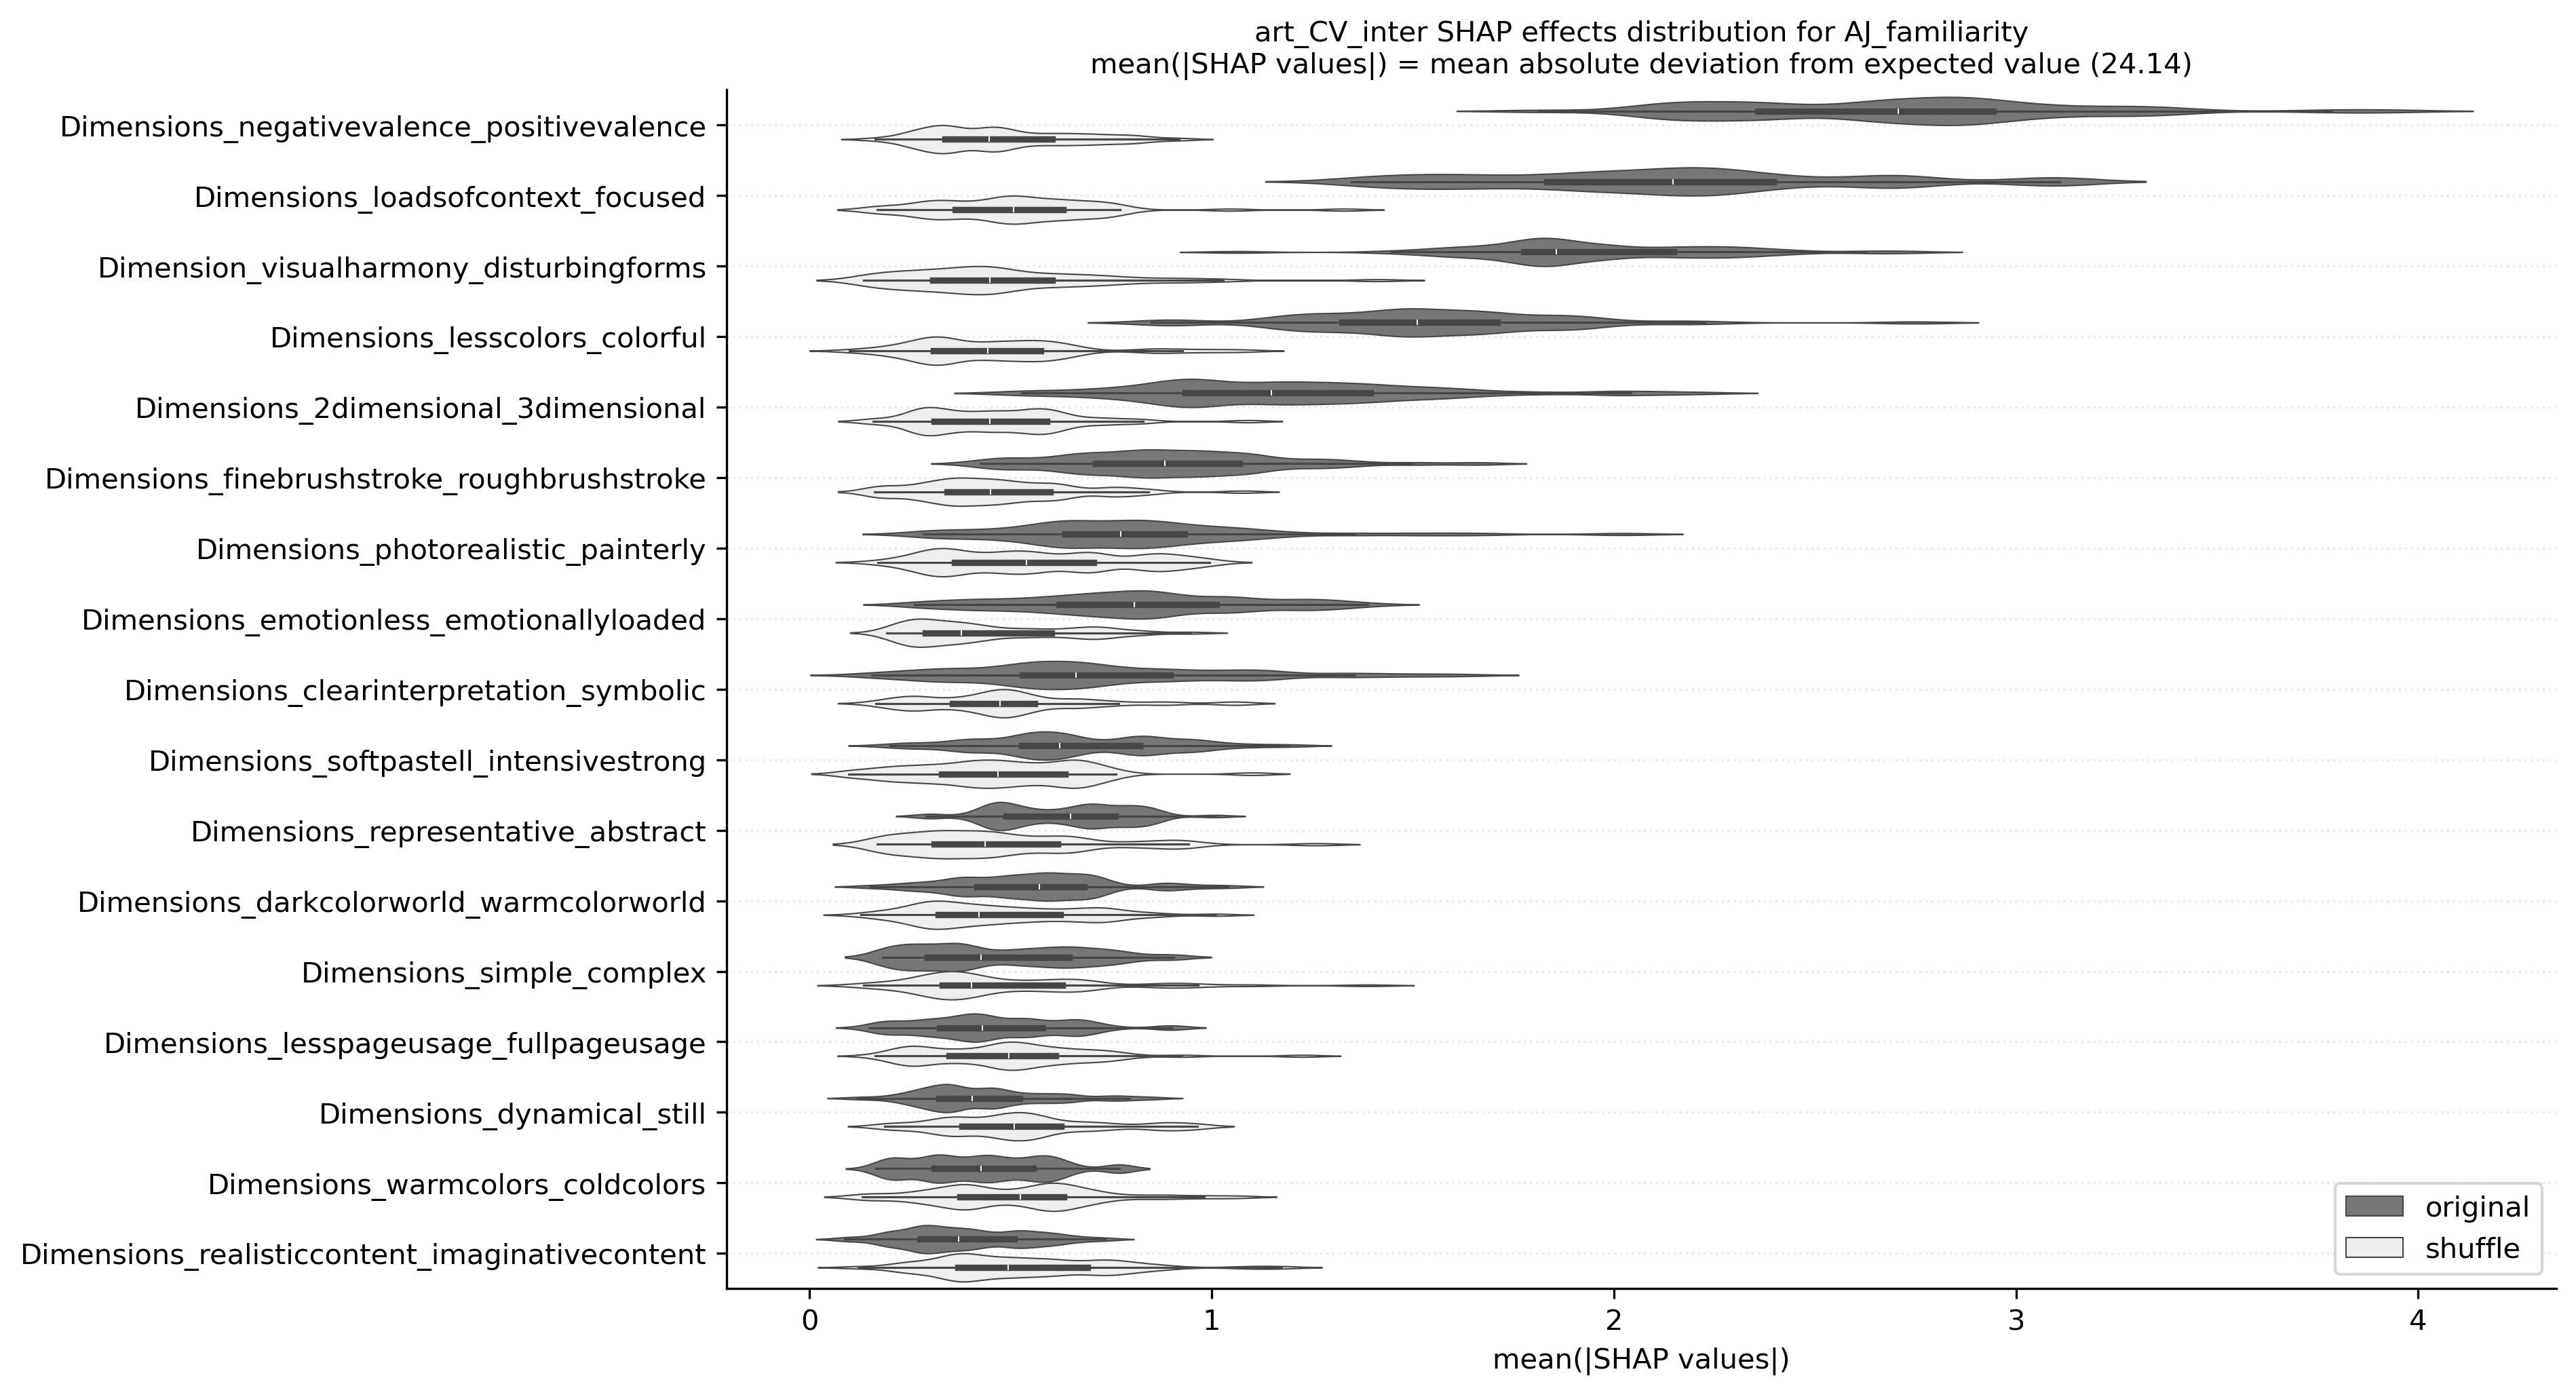 art_CV_inter SHAP effects distribution for AJ_familiarity
mean(|SHAP values|) = mean absolute deviation from expected value (24.14)
Dimensions_negativevalence_positivevalence
Dimensions_loadsofcontext_focused
Dimension_visualharmony_disturbingforms
Dimensions_lesscolors_colorful
Dimensions_2dimensional_3dimensional
Dimensions_finebrushstroke_roughbrushstroke
Dimensions_photorealistic_painterly
Dimensions_emotionless_emotionallyloaded
Dimensions_clearinterpretation_symbolic
Dimensions_softpastell_intensivestrong
Dimensions_representative_abstract
Dimensions_darkcolorworld_warmcolorworld
Dimensions_simple_complex
Dimensions_lesspageusage_fullpageusage
Dimensions_dynamical_still
Dimensions_warmcolors_coldcolors
Dimensions_realisticcontent_imaginativecontent
original
shuffle
0 1 2 3 4
mean(|SHAP values|)